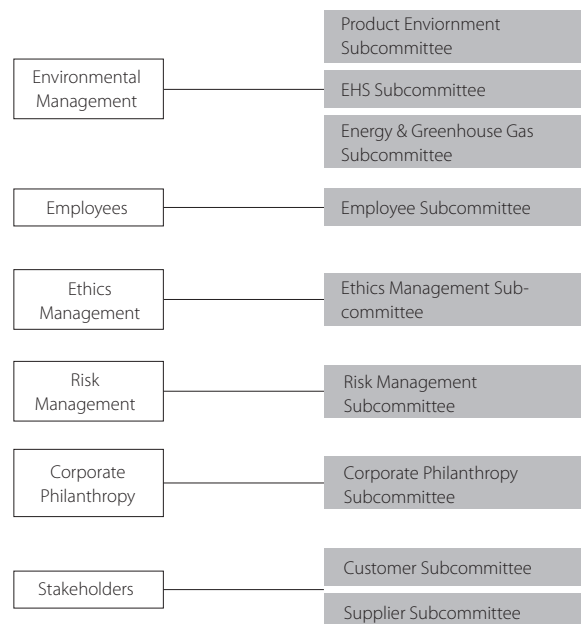 Environmental
Management
Product Enviornment
Subcommittee
EHS Subcommittee
Energy & Greenhouse Gas
Subcommittee
Employees
Employee Subcommittee
Ethics
Management
Ethics Management Sub-
committee
Risk
Management
Risk Management
Subcommittee
Corporate
Philanthropy
Corporate Philanthropy
Subcommittee
Stakeholders
Customer Subcommittee
Supplier Subcommittee